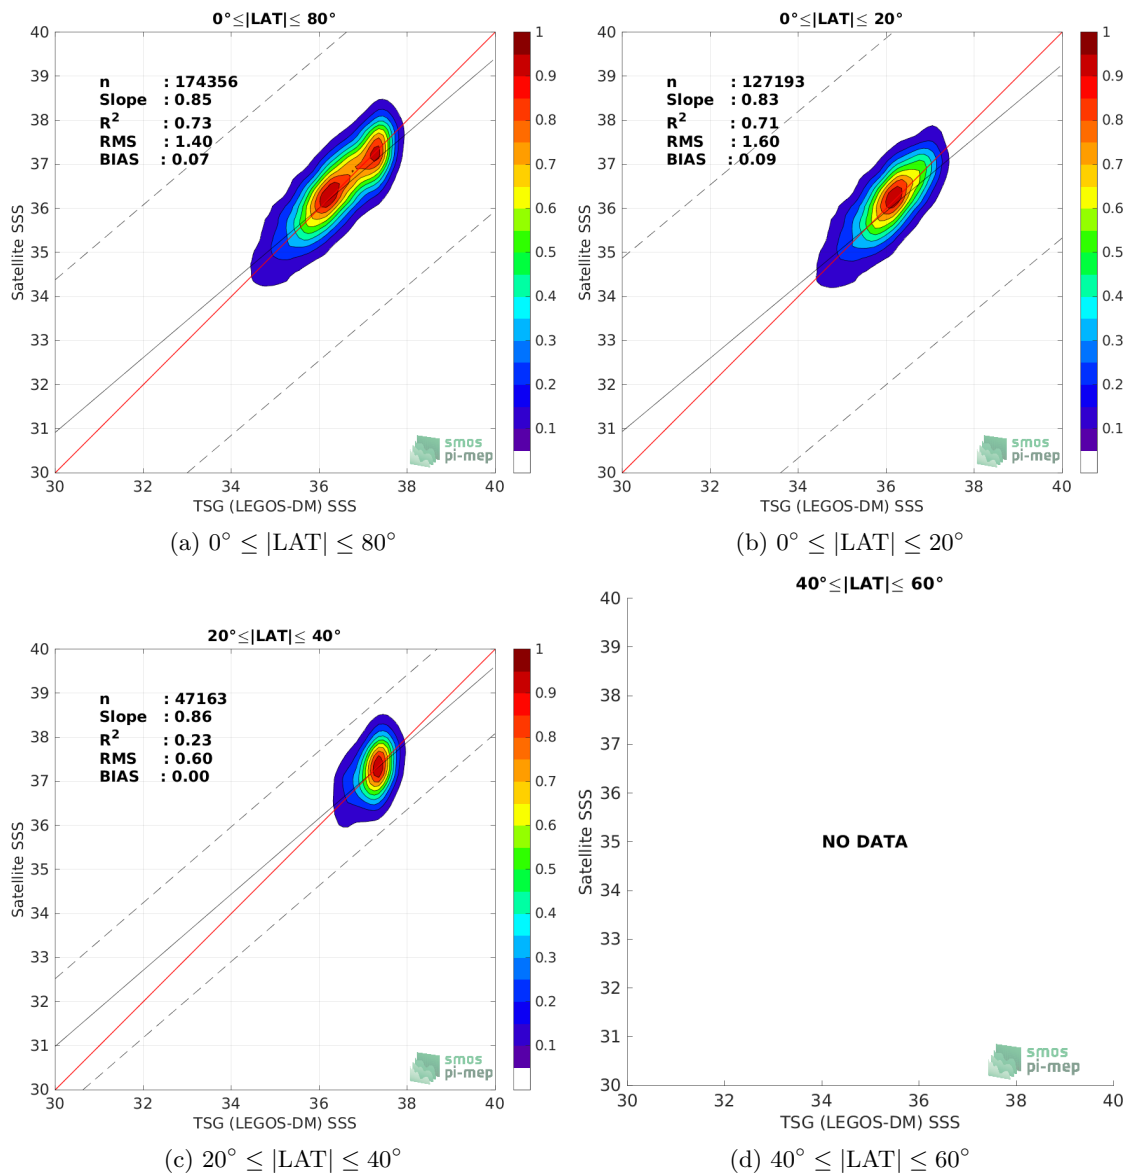 0°≤|LAT|≤ 80°
40
39
38
37
36
35
34
33
32
31
30
Satellite SSS
n : 174356
Slope : 0.85
R2 : 0.73
RMS : 1.40
BIAS : 0.07
1
0.9
0.8
0.7
0.6
0.5
0.4
0.3
0.2
0.1
smos
pi-mep
30 32 34 36 38 40
TSG (LEGOS-DM) SSS
(a) 0° ≤ |LAT| ≤ 80°
0°≤|LAT|≤ 20°
40
39
38
37
36
35
34
33
32
31
30
Satellite SSS
n : 127193
Slope : 0.83
R2 : 0.71
RMS : 1.60
BIAS : 0.09
1
0.9
0.8
0.7
0.6
0.5
0.4
0.3
0.2
0.1
smos
pi-mep
30 32 34 36 38 40
TSG (LEGOS-DM) SSS
(b) 0° ≤ |LAT| ≤ 20°
20°≤|LAT|≤ 40°
40
39
38
37
36
35
34
33
32
31
30
Satellite SSS
n : 47163
Slope : 0.86
R2 : 0.23
RMS : 0.60
BIAS : 0.00
1
0.9
0.8
0.7
0.6
0.5
0.4
0.3
0.2
0.1
smos
pi-mep
30 32 34 36 38 40
TSG (LEGOS-DM) SSS
(c) 20° ≤ |LAT| ≤ 40°
40°≤|LAT|≤ 60°
40
39
38
37
36
35
34
33
32
31
30
Satellite SSS
NO DATA
smos
pi-mep
30 32 34 36 38 40
TSG (LEGOS-DM) SSS
(d) 40° ≤ |LAT| ≤ 60°